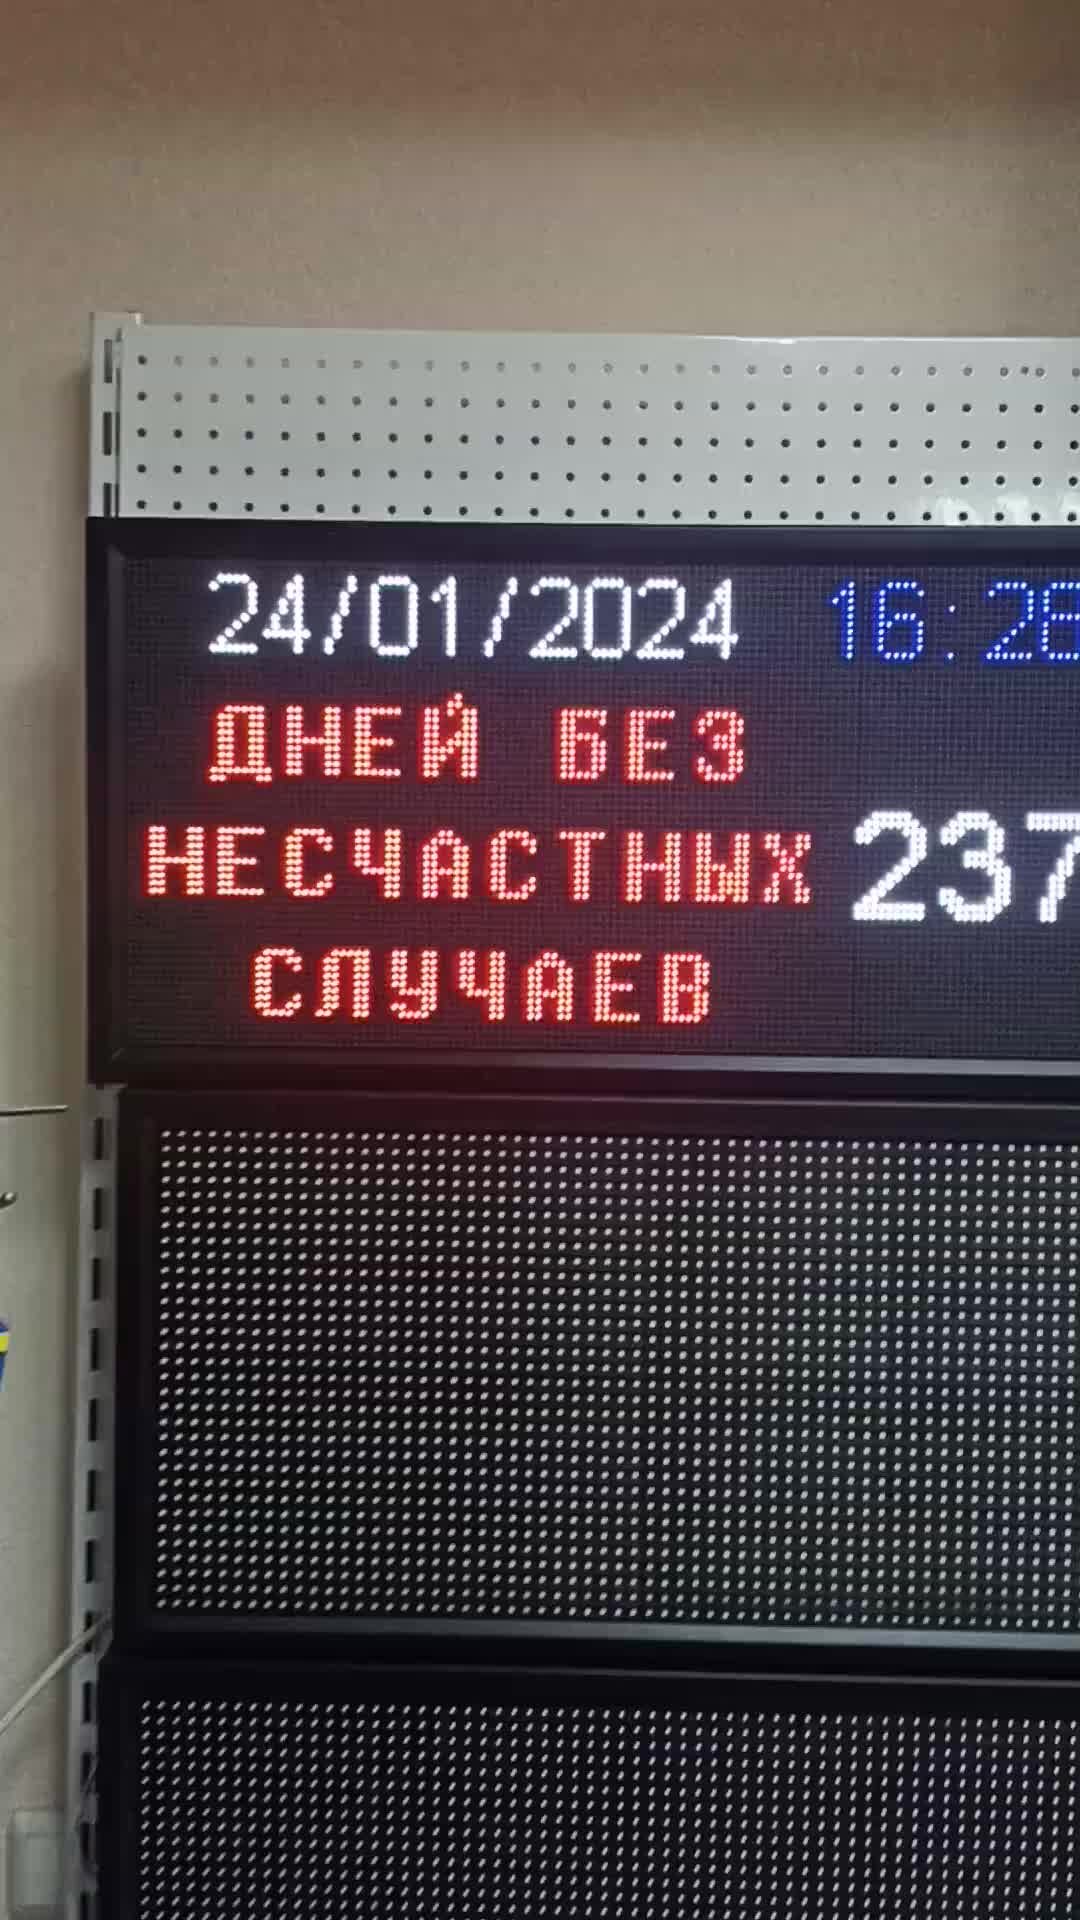 24/01/2024 16:28
ДНЕЙ БЕЗ
НЕСЧАСТНЫХ 237
СЛУЧАЕВ